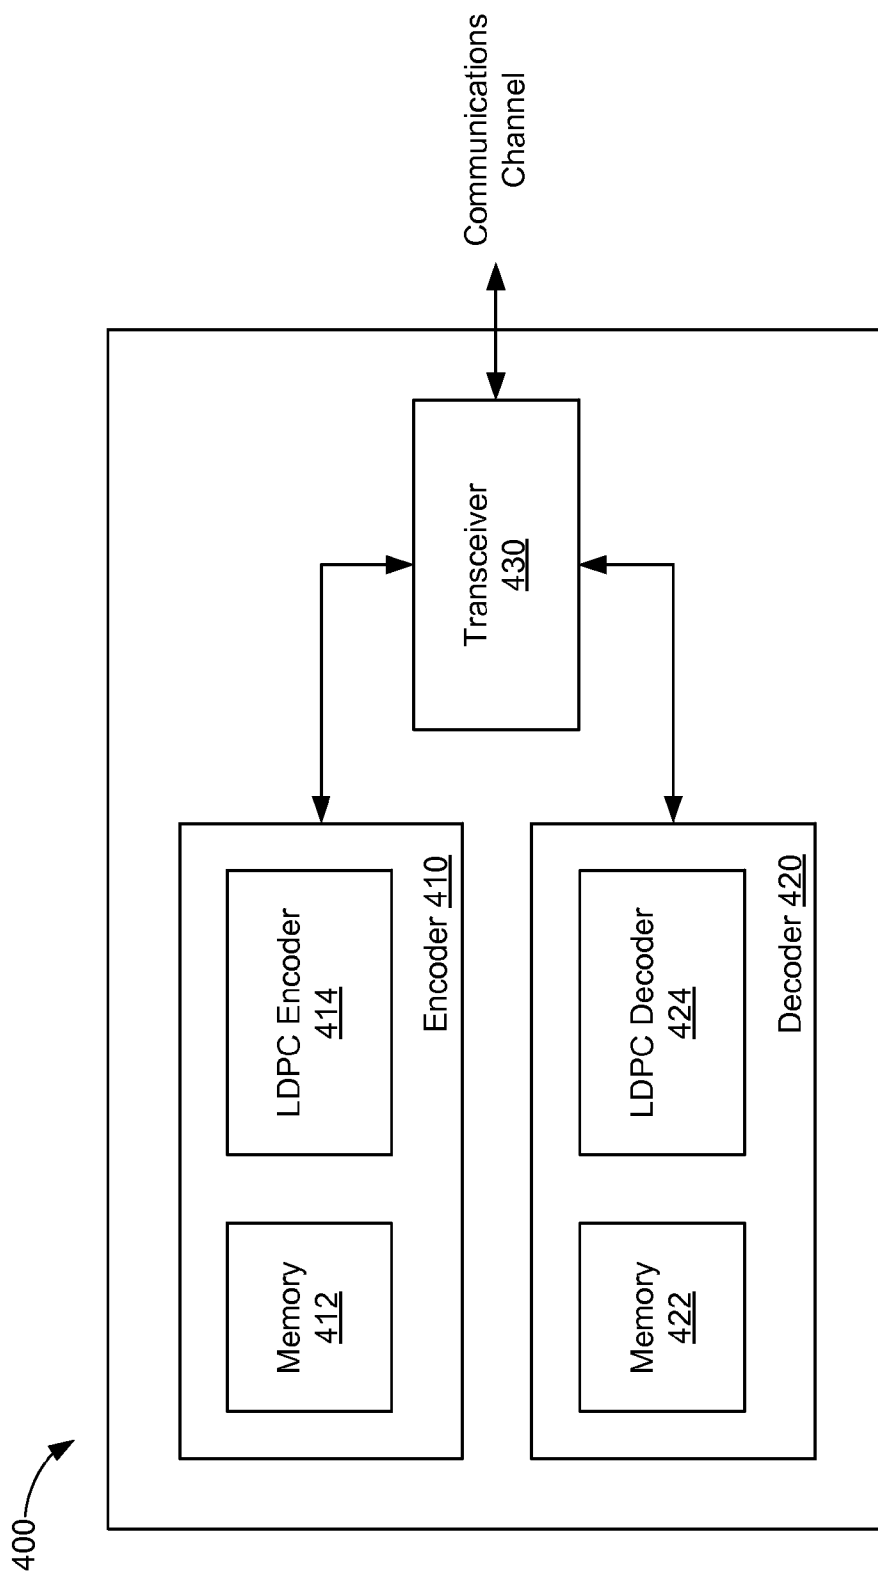 400
Memory
412
LDPC Encoder
414
Encoder 410
Memory
422
LDPC Decoder
424
Decoder 420
Transceiver
430
Communications
Channel